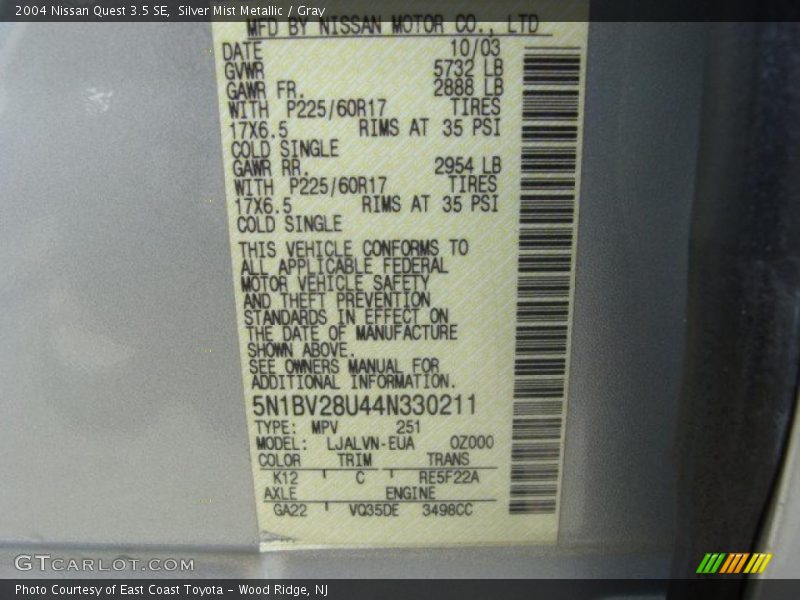 2004 Nissan Quest 3.5 SE, Silver Mist Metallic / Gray
MFD BY NISSAN MOTOR CO., LTD
DATE 10/03
GVWR 5732 LB
GAWR FR. 2888 LB
WITH P225/60R17 TIRES
17X6.5 RIMS AT 35 PSI
COLD SINGLE
GAWR RR. 2954 LB
WITH P225/60R17 TIRES
17X6.5 RIMS AT 35 PSI
COLD SINGLE
THIS VEHICLE CONFORMS TO
ALL APPLICABLE FEDERAL
MOTOR VEHICLE SAFETY
AND THEFT PREVENTION
STANDARDS IN EFFECT ON
THE DATE OF MANUFACTURE
SHOWN ABOVE.
SEE OWNERS MANUAL FOR
ADDITIONAL INFORMATION.
5N1BV28U44N330211
TYPE: MPV 251
MODEL: LJALVN-EUA 0Z000
COLOR TRIM TRANS
K12 C RE5F22A
AXLE ENGINE
GA22 VQ35DE 3498CC
GTCARLOT.COM
Photo Courtesy of East Coast Toyota - Wood Ridge, NJ